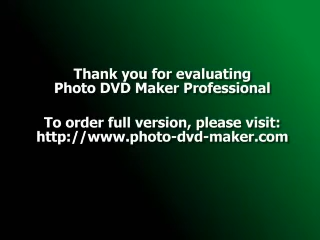 Thank you for evaluating
Photo DVD Maker Professional
To order full version, please visit:
http://www.photo-dvd-maker.com